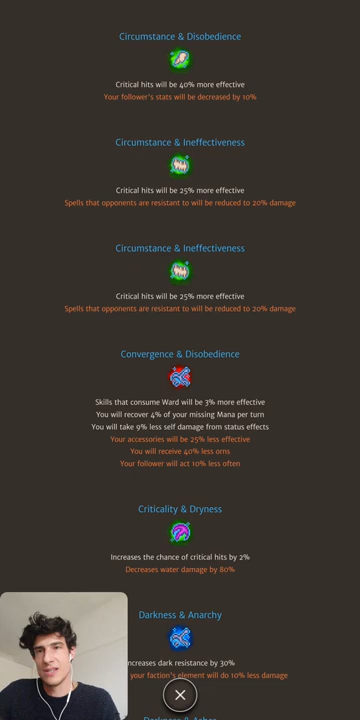 Circumstance & Disobedience
Critical hits will be 40% more effective
Your follower's stats will be decreased by 10%
Circumstance & Ineffectiveness
Critical hits will be 25% more effective
Spells that opponents are resistant to will be reduced to 20% damage
Circumstance & Ineffectiveness
Critical hits will be 25% more effective
Spells that opponents are resistant to will be reduced to 20% damage
Convergence & Disobedience
Skills that consume Ward will be 3% more effective
You will recover 4% of your missing Mana per turn
You will take 9% less self damage from status effects
Your accessories will be 25% less effective
You will receive 40% less orns
Your follower will act 10% less often
Criticality & Dryness
Increases the chance of critical hits by 2%
Decreases water damage by 80%
Darkness & Anarchy
ncreases dark resistance by 30%
your faction's element will do 10% less damage